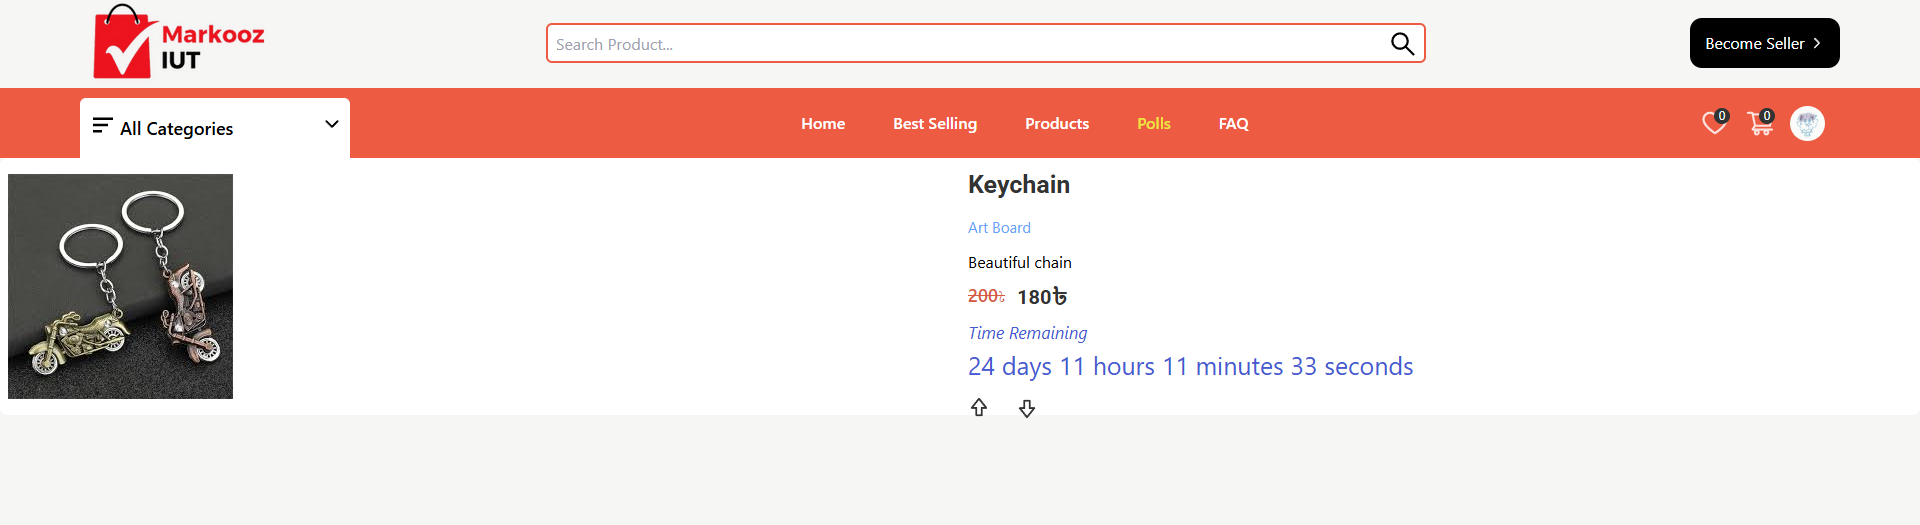 Markooz
IUT
Search Product...
Become Seller
All Categories
Home Best Selling Products Polls FAQ
0 0
Keychain
Art Board
Beautiful chain
200৳ 180৳
Time Remaining
24 days 11 hours 11 minutes 33 seconds